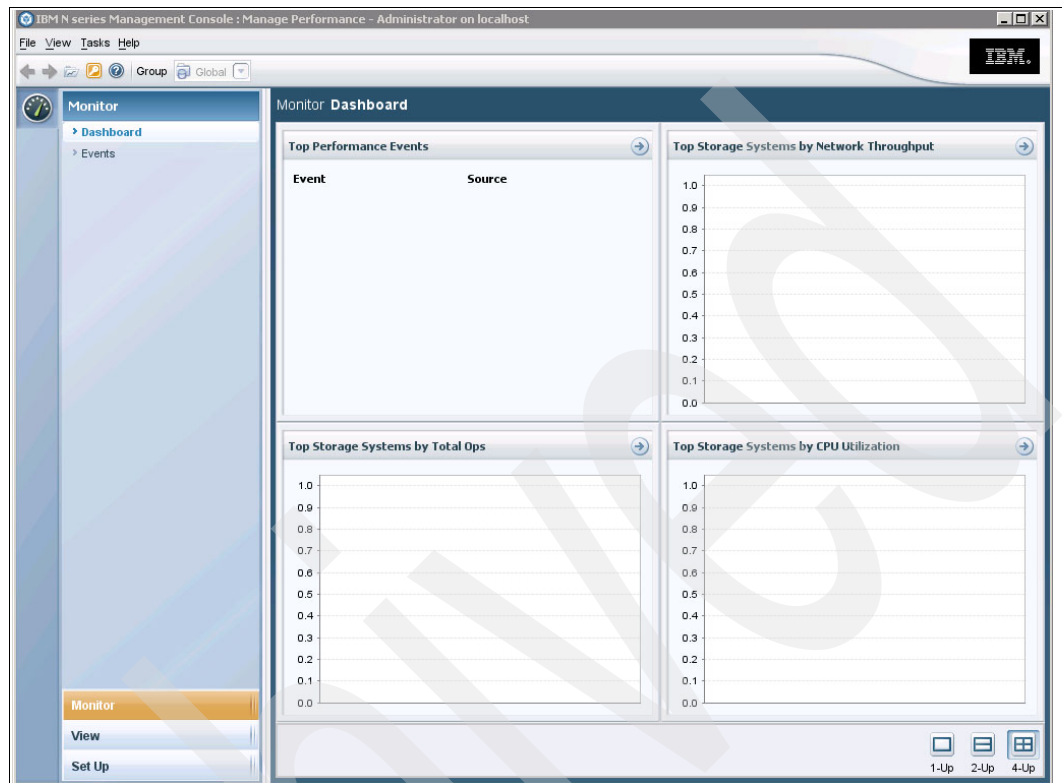 IBM N series Management Console : Manage Performance - Administrator on localhost
File View Tasks Help
Group Global
IBM.
Monitor
Dashboard
Events
Monitor Dashboard
Top Performance Events
Event Source
Top Storage Systems by Network Throughput
1.0
0.9
0.8
0.7
0.6
0.5
0.4
0.3
0.2
0.1
0.0
Top Storage Systems by Total Ops
1.0
0.9
0.8
0.7
0.6
0.5
0.4
0.3
0.2
0.1
0.0
Top Storage Systems by CPU Utilization
1.0
0.9
0.8
0.7
0.6
0.5
0.4
0.3
0.2
0.1
0.0
Monitor
View
Set Up
1-Up 2-Up 4-Up